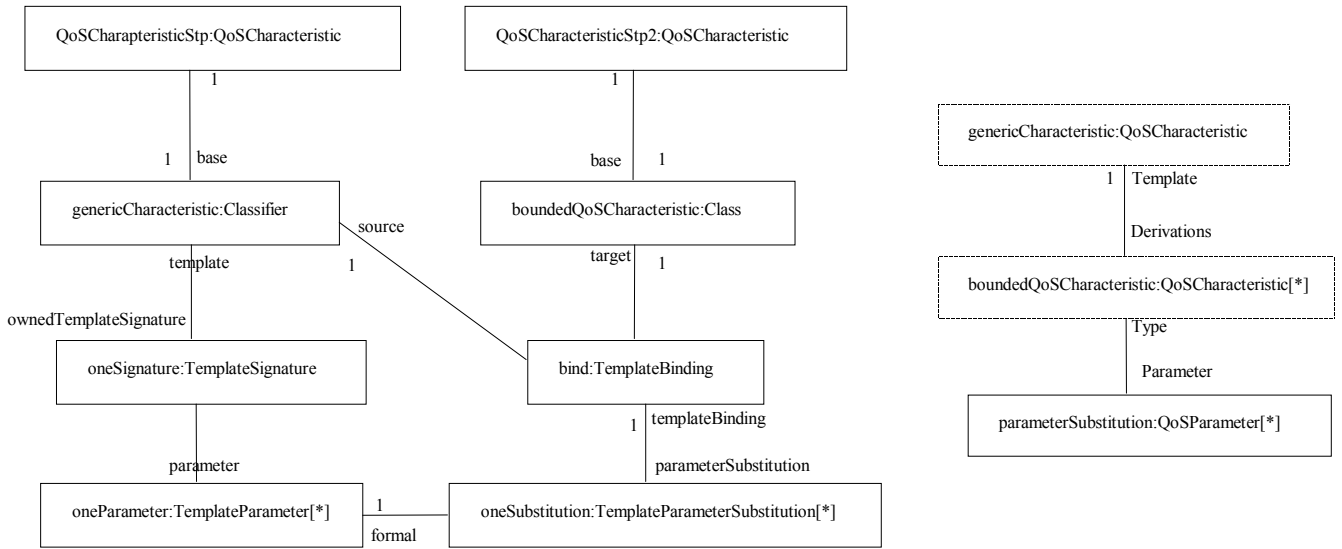 QoSCharapteristicStp:QoSCharacteristic
QoSCharacteristicStp2:QoSCharacteristic
1
1
1
base
base
1
genericCharacteristic:Classifier
boundedQoSCharacteristic:Class
source
1
template
target
1
ownedTemplateSignature
oneSignature:TemplateSignature
bind:TemplateBinding
1
templateBinding
parameter
parameterSubstitution
oneParameter:TemplateParameter[*]
1
formal
oneSubstitution:TemplateParameterSubstitution[*]
genericCharacteristic:QoSCharacteristic
1
Template
Derivations
boundedQoSCharacteristic:QoSCharacteristic[*]
Type
Parameter
parameterSubstitution:QoSParameter[*]